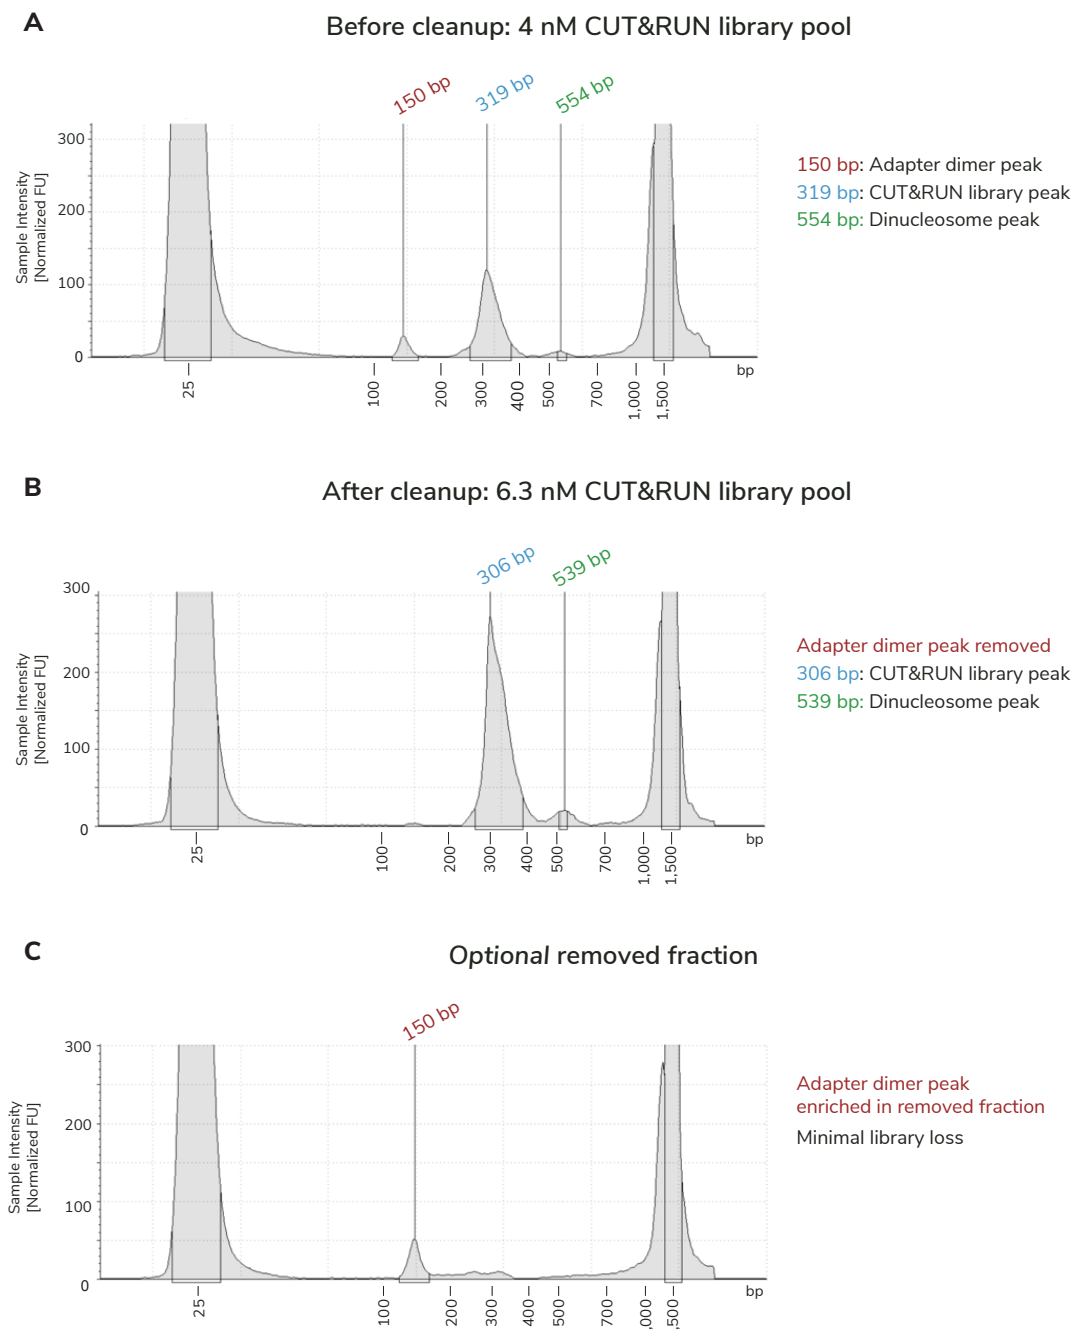 A
Before cleanup: 4 nM CUT&RUN library pool
150 bp
319 bp
554 bp
Sample Intensity
[Normalized FU]
300
200
100
0
25
100
200
300
400
500
700
1,000
1,500
bp
150 bp: Adapter dimer peak
319 bp: CUT&RUN library peak
554 bp: Dinucleosome peak
B
After cleanup: 6.3 nM CUT&RUN library pool
306 bp
539 bp
Sample Intensity
[Normalized FU]
300
200
100
0
25
100
200
300
400
500
700
1,000
1,500
bp
Adapter dimer peak removed
306 bp: CUT&RUN library peak
539 bp: Dinucleosome peak
C
Optional removed fraction
150 bp
Sample Intensity
[Normalized FU]
300
200
100
0
25
100
200
300
400
500
700
,000
,500
bp
Adapter dimer peak
enriched in removed fraction
Minimal library loss